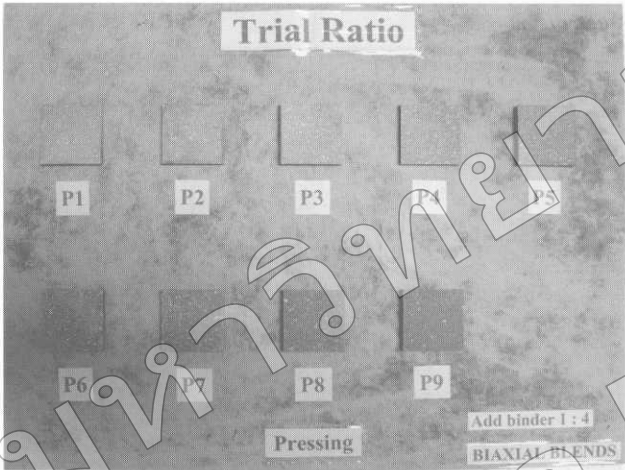 Trial Ratio
P1 P2 P3 P4 P5
P6 P7 P8 P9
Add binder 1 : 4
Pressing
BIAXIAL BLENDS